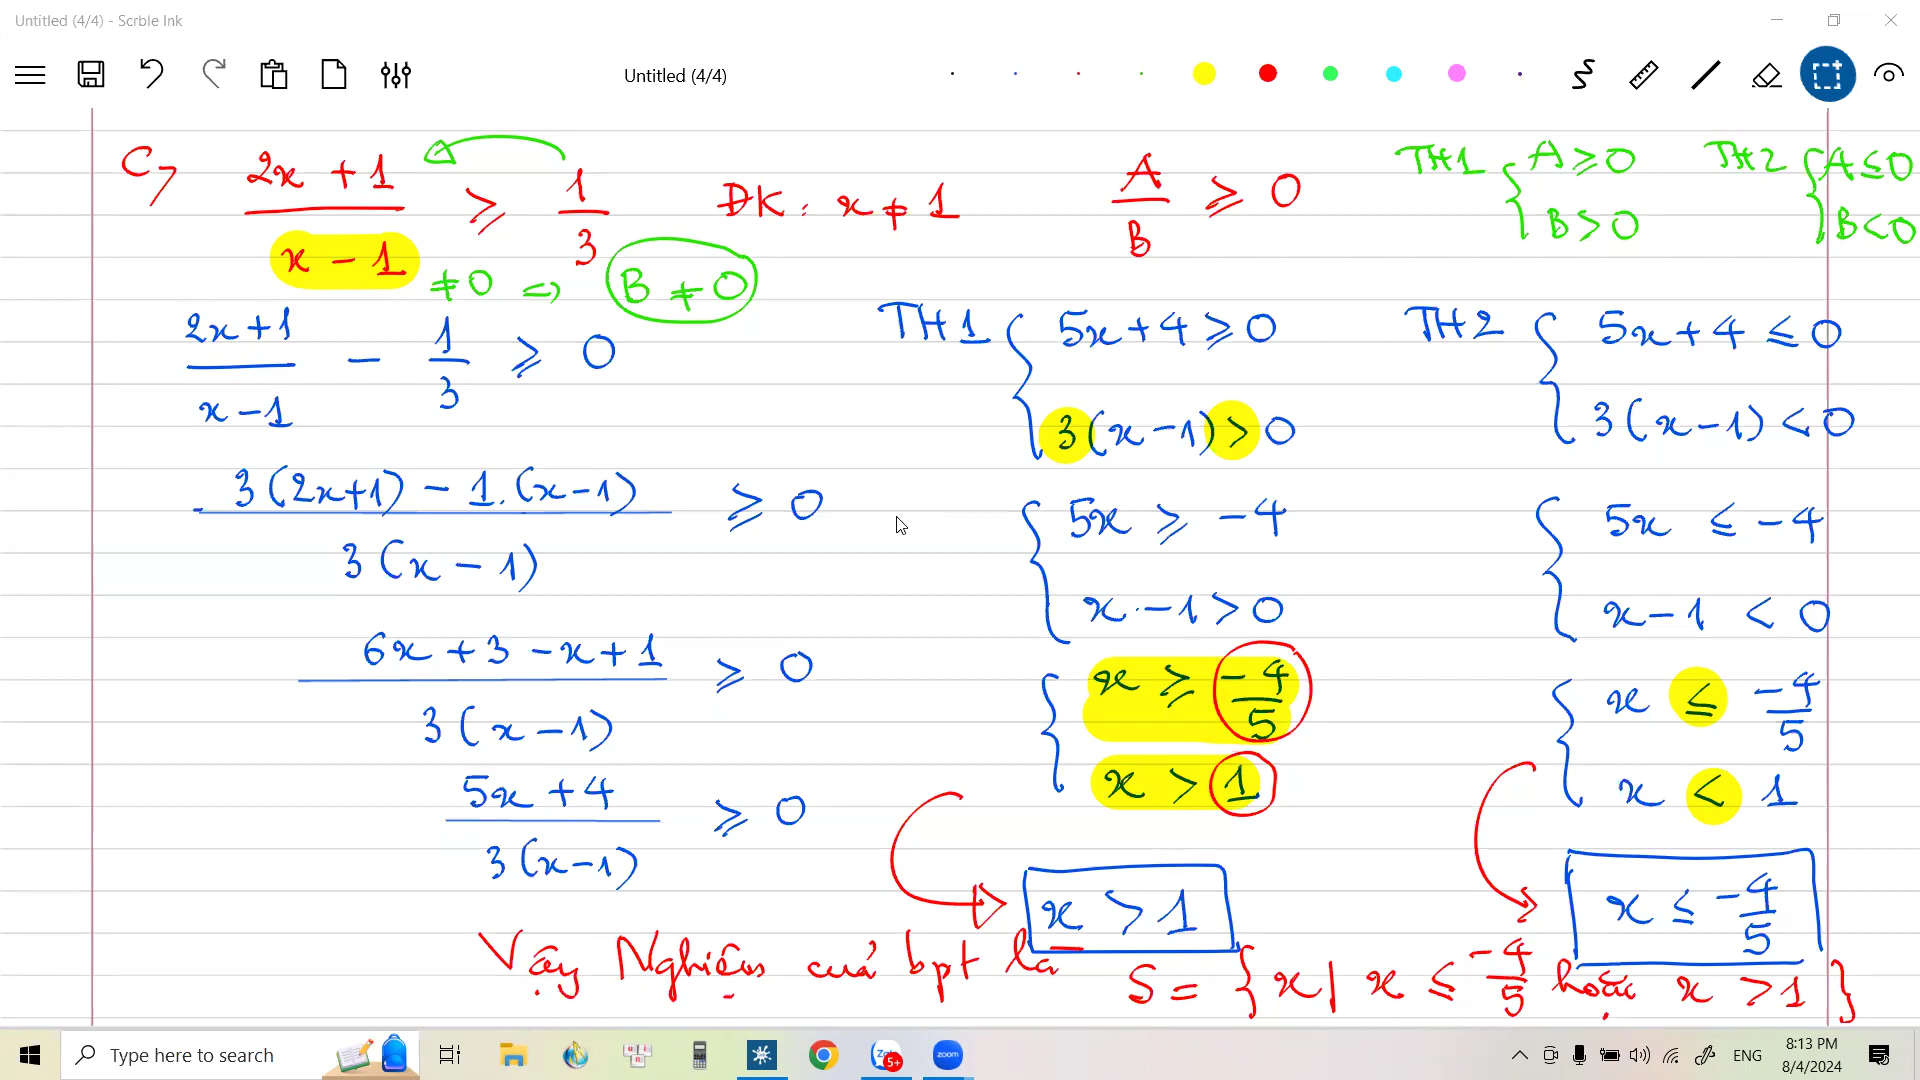 Untitled (4/4) - Scrble Ink
Untitled (4/4)
C7 (2x + 1)/(x - 1) ≥ 1/3 ĐK: x ≠ 1 A/B ≥ 0 TH1 { A ≥ 0 B > 0 TH2 { A ≤ 0 B < 0
≠ 0 ⇔ B ≠ 0
(2x+1)/(x-1) - 1/3 ≥ 0
(3(2x+1) - 1.(x-1))/(3(x-1)) ≥ 0
(6x + 3 - x + 1)/(3(x-1)) ≥ 0
(5x + 4)/(3(x-1)) ≥ 0
TH1 { 5x + 4 ≥ 0
3(x-1) > 0
{ 5x ≥ -4
x - 1 > 0
{ x ≥ -4/5
x > 1
x > 1
TH2 { 5x + 4 ≤ 0
3(x-1) < 0
{ 5x ≤ -4
x - 1 < 0
{ x ≤ -4/5
x < 1
x ≤ -4/5
Vậy Nghiệm của bpt là S = { x | x ≤ -4/5 hoặc x > 1 }
Type here to search
5+
zoom
ENG
8:13 PM
8/4/2024